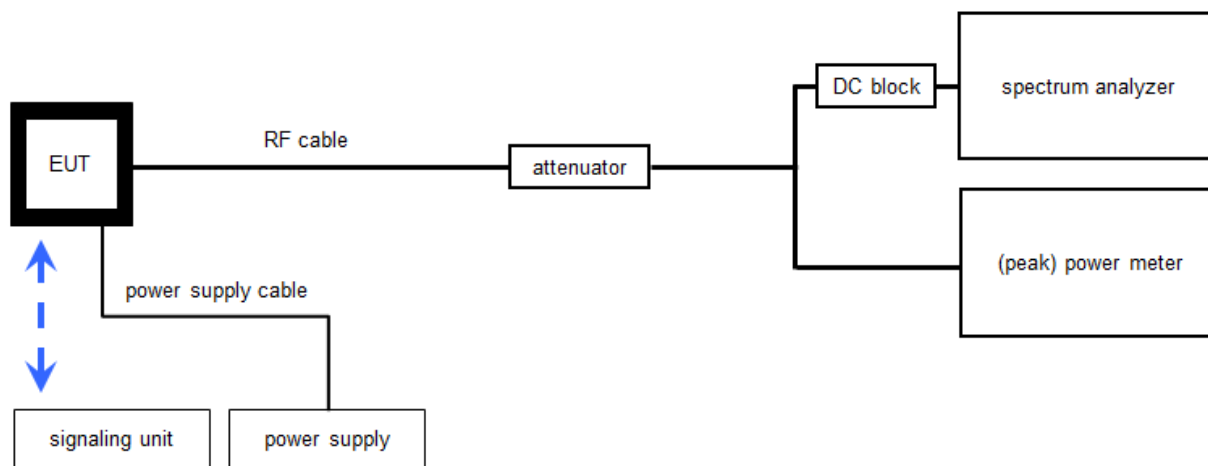 DC block
spectrum analyzer
EUT
RF cable
attenuator
(peak) power meter
power supply cable
signaling unit
power supply